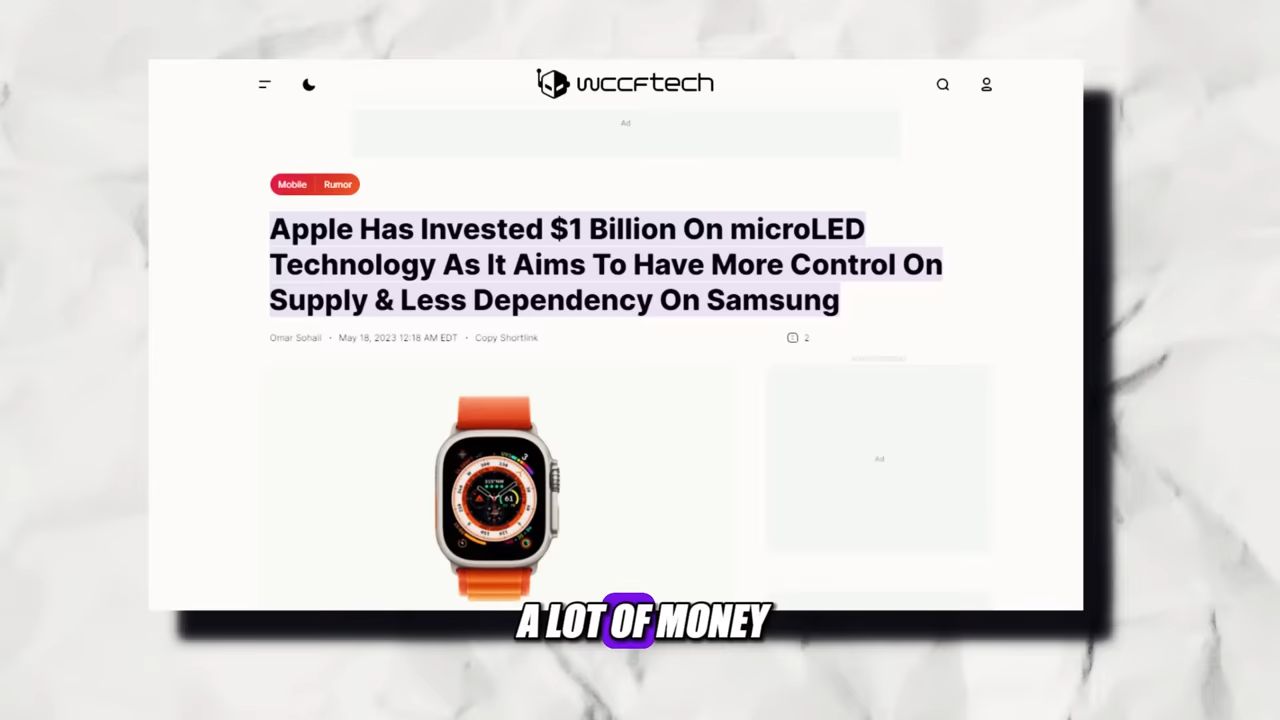 wccftech
Ad
Mobile Rumor
Apple Has Invested $1 Billion On microLED
Technology As It Aims To Have More Control On
Supply & Less Dependency On Samsung
Omar Sohail • May 18, 2023 12:18 AM EDT • Copy Shortlink
2
Ad
61
A LOT OF MONEY